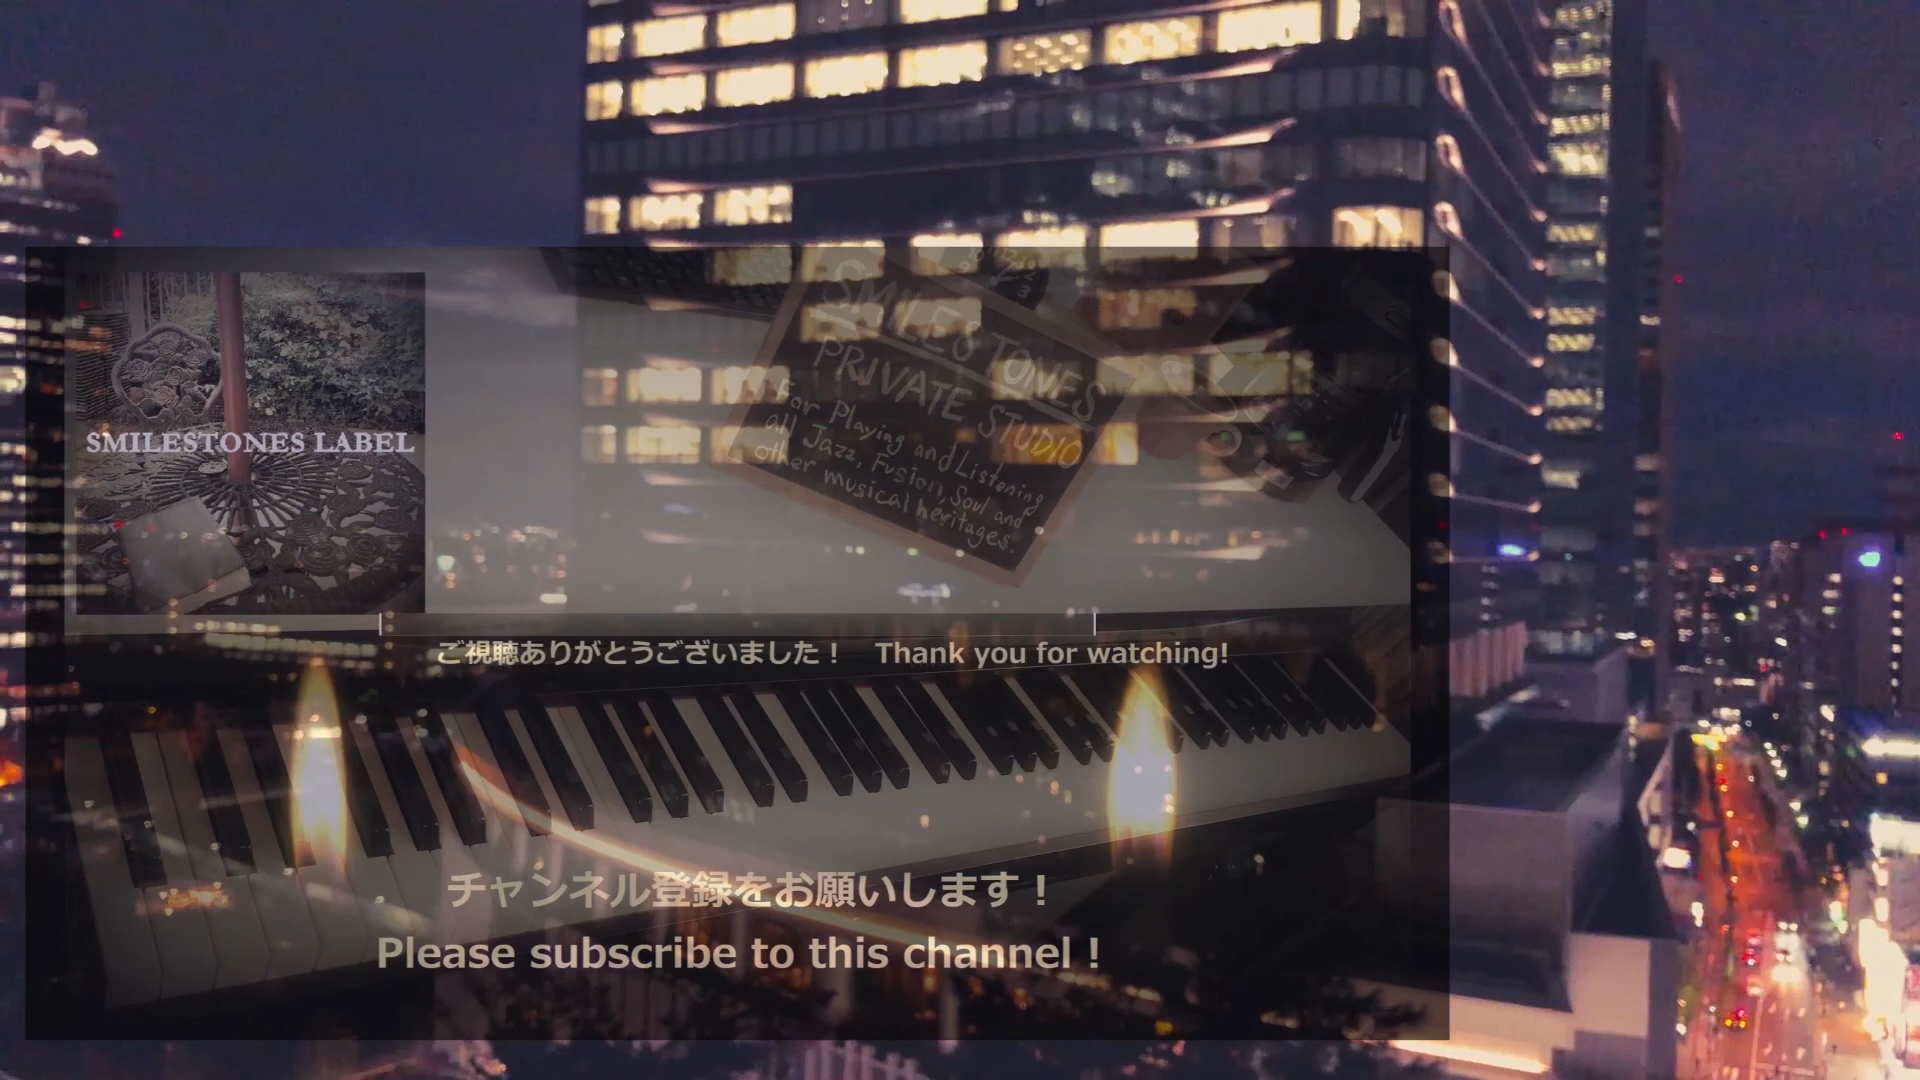 SMILESTONES LABEL
SMILES TONES
PRIVATE STUDIO
For Playing and Listening
all Jazz, Fusion, Soul and
other musical heritages.
ご視聴ありがとうございました！　Thank you for watching!
チャンネル登録をお願いします！
Please subscribe to this channel !